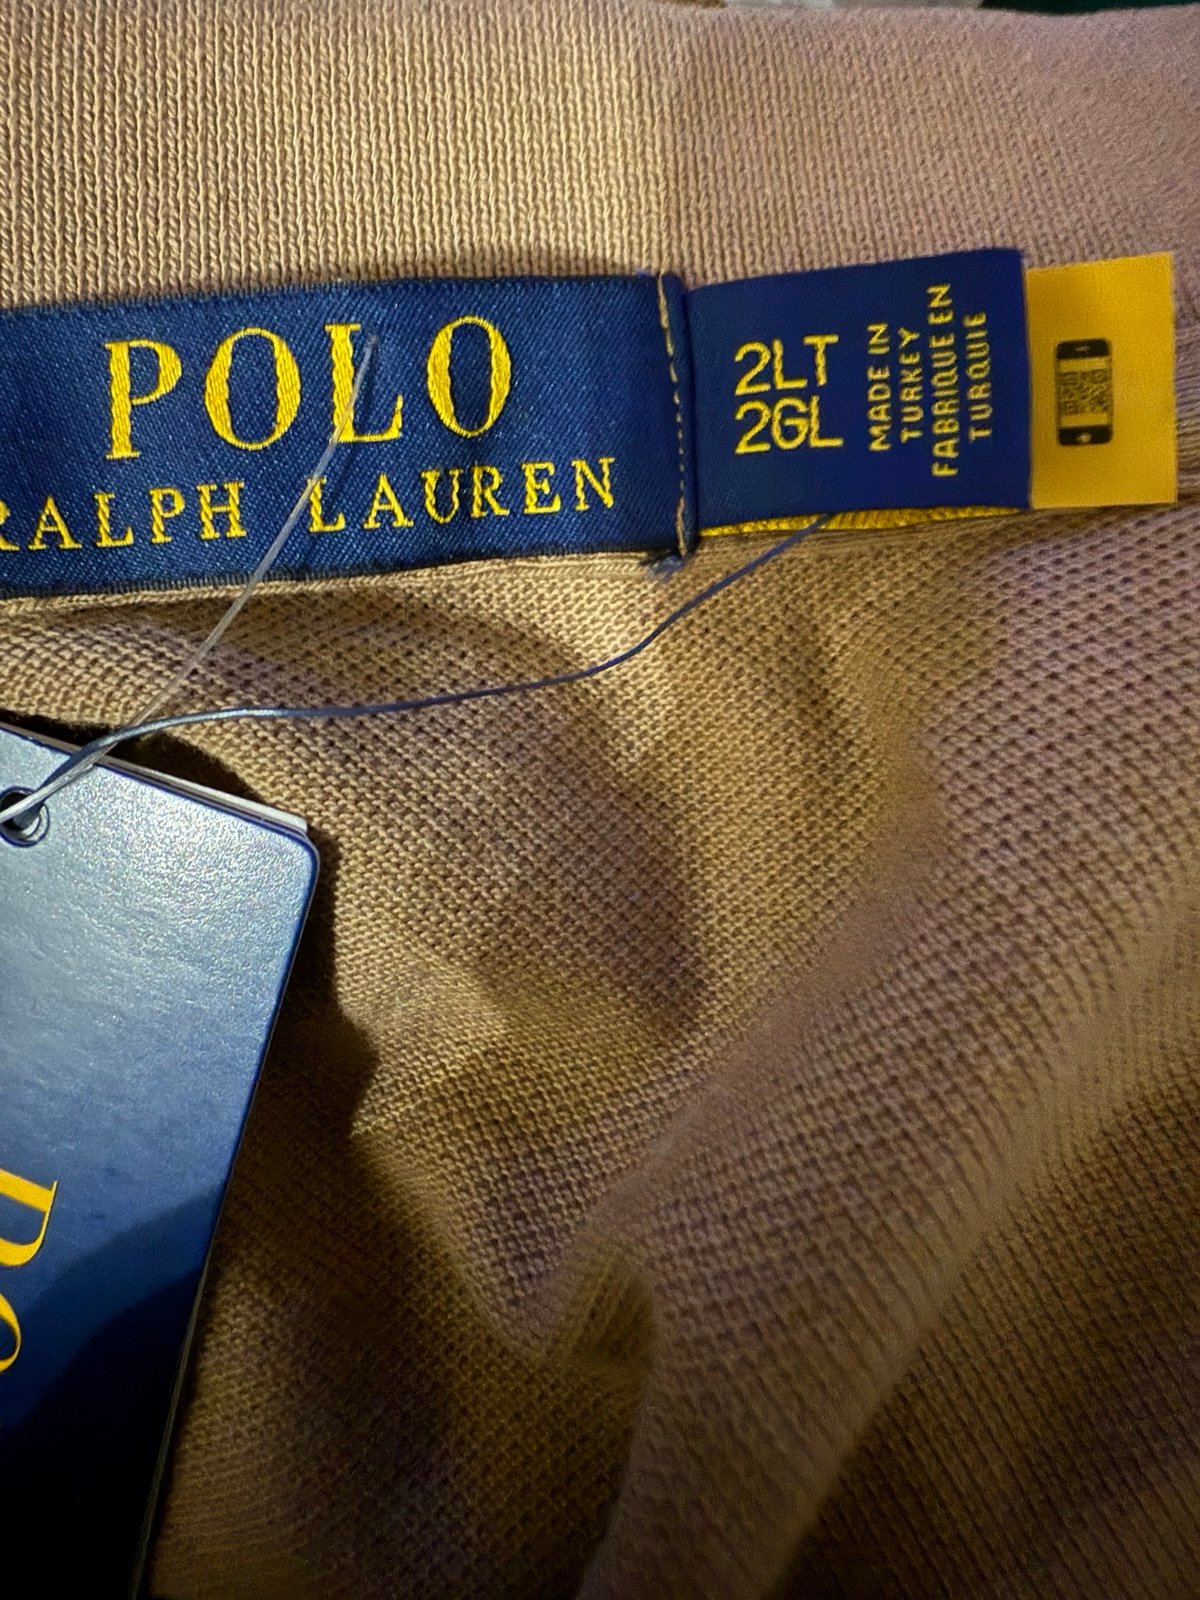 POLO
RALPH LAUREN
2LT
2GL
MADE IN
TURKEY
FABRIQUE EN
TURQUIE